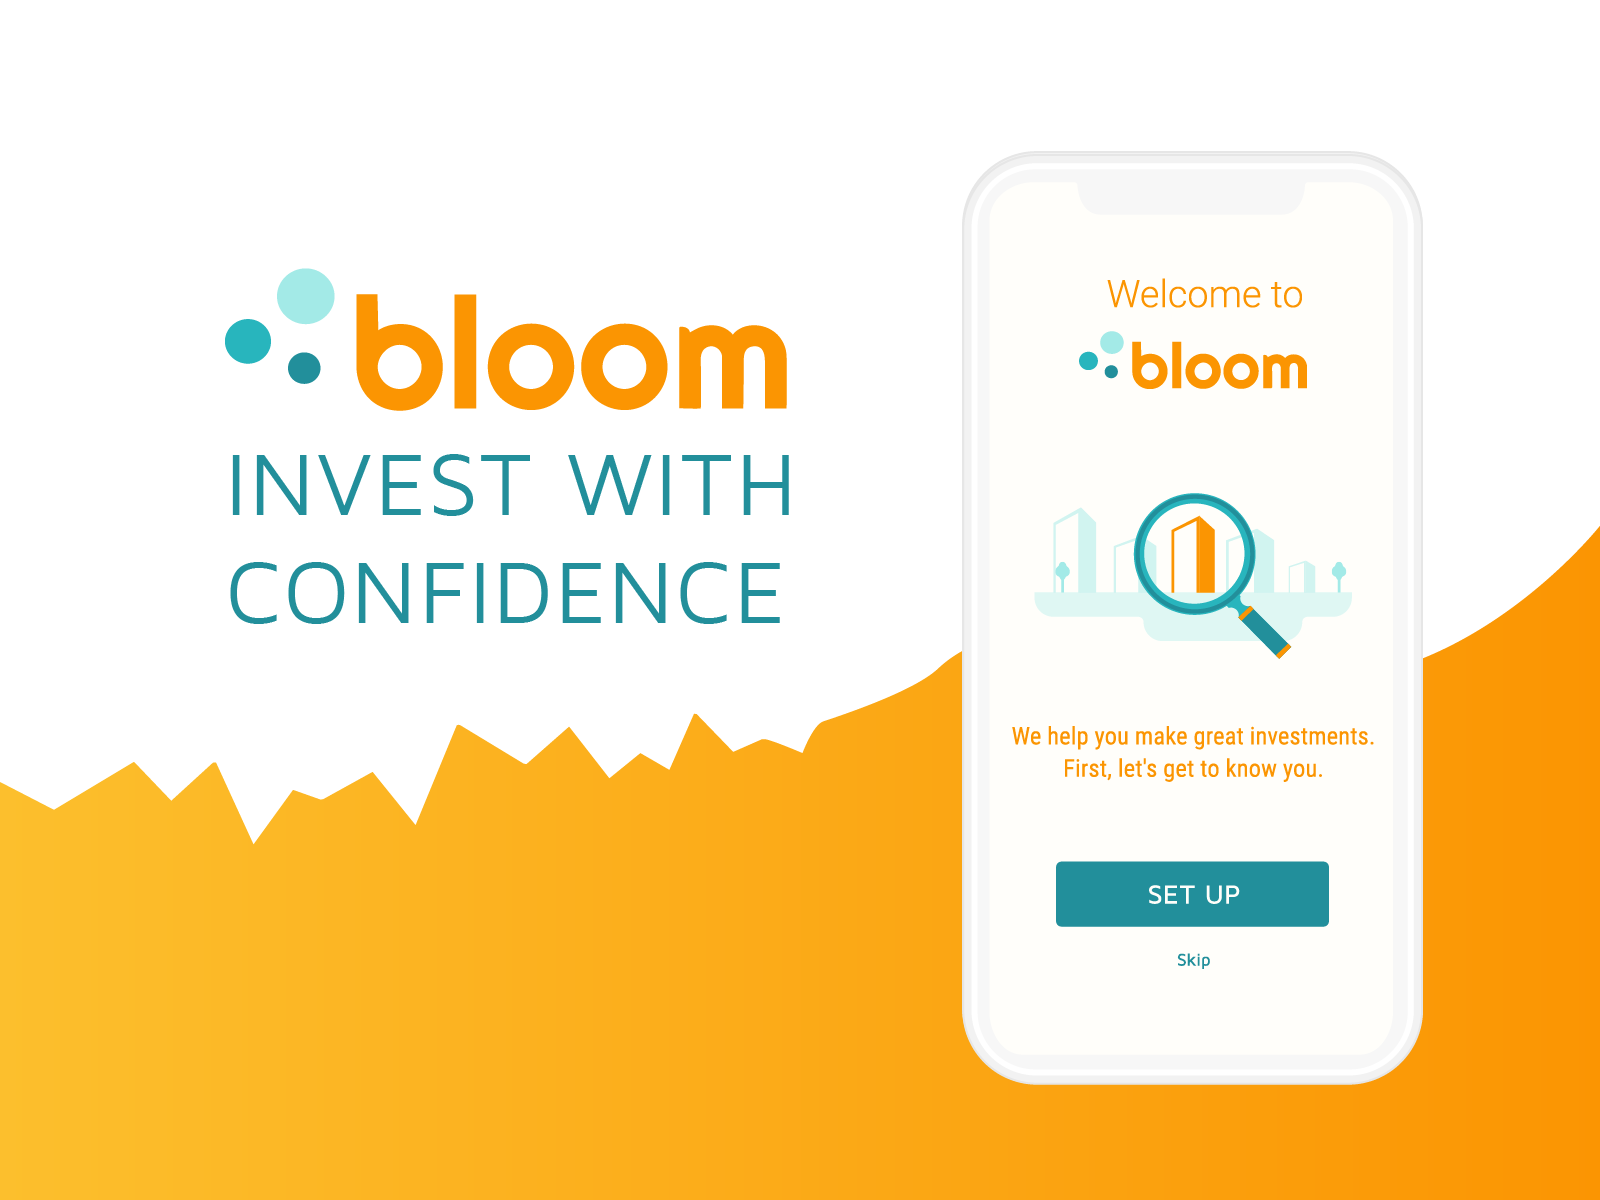 bloom
INVEST WITH
CONFIDENCE
Welcome to
bloom
We help you make great investments.
First, let's get to know you.
SET UP
Skip